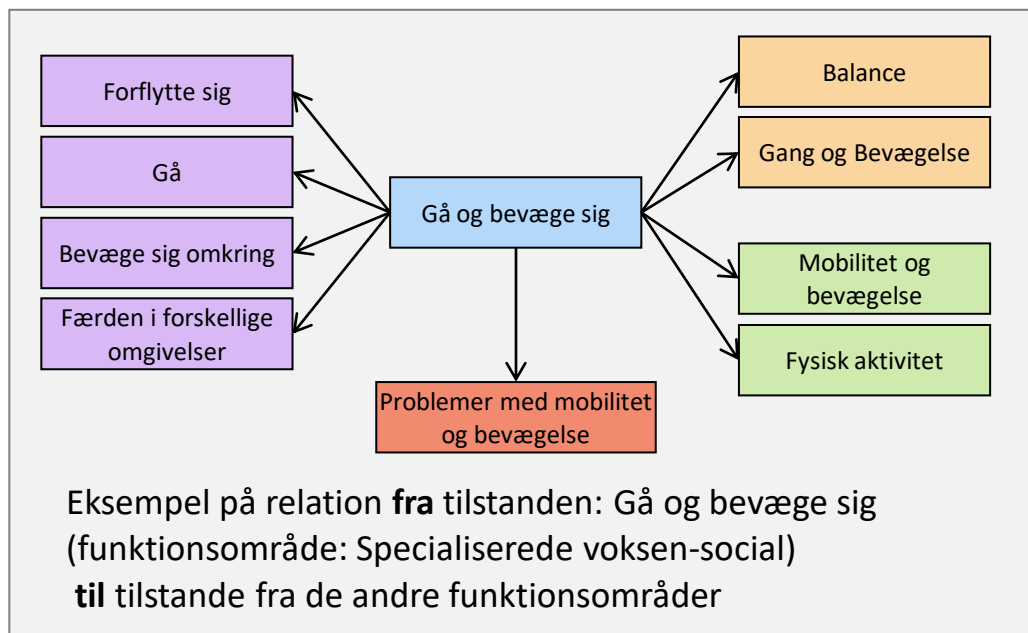 Forflytte sig
Gå
Bevæge sig omkring
Færden i forskellige
omgivelser
Gå og bevæge sig
Problemer med mobilitet
og bevægelse
Balance
Gang og Bevægelse
Mobilitet og
bevægelse
Fysisk aktivitet
Eksempel på relation fra tilstanden: Gå og bevæge sig
(funktionsområde: Specialiserede voksen-social)
til tilstande fra de andre funktionsområder